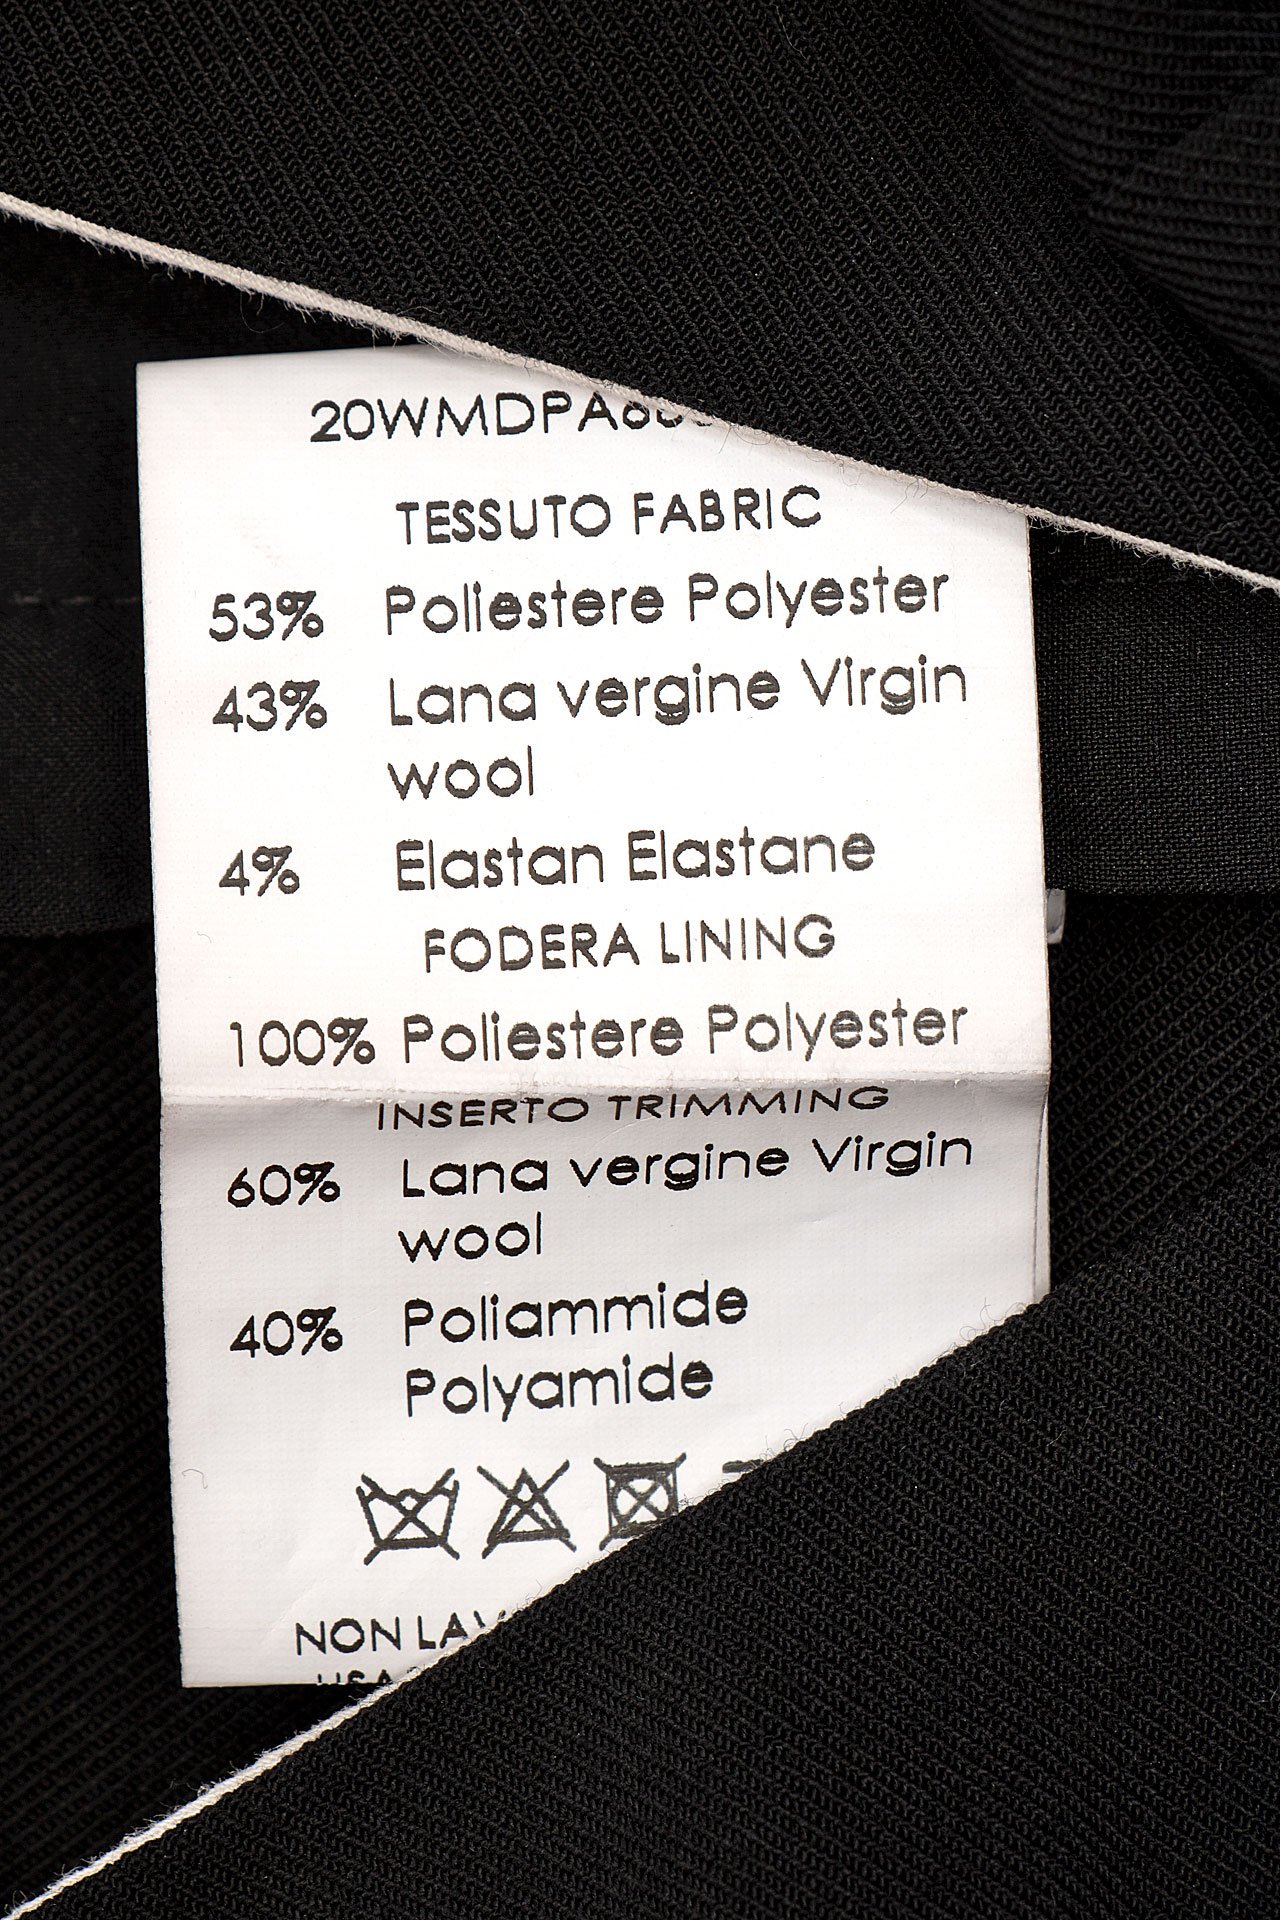 TESSUTO FABRIC
53% Poliestere Polyester
43% Lana vergine Virgin
wool
4% Elastan Elastane
FODERA LINING
100% Poliestere Polyester
INSERTO TRIMMING
60% Lana vergine Virgin
wool
40% Poliammide
Polyamide
NON